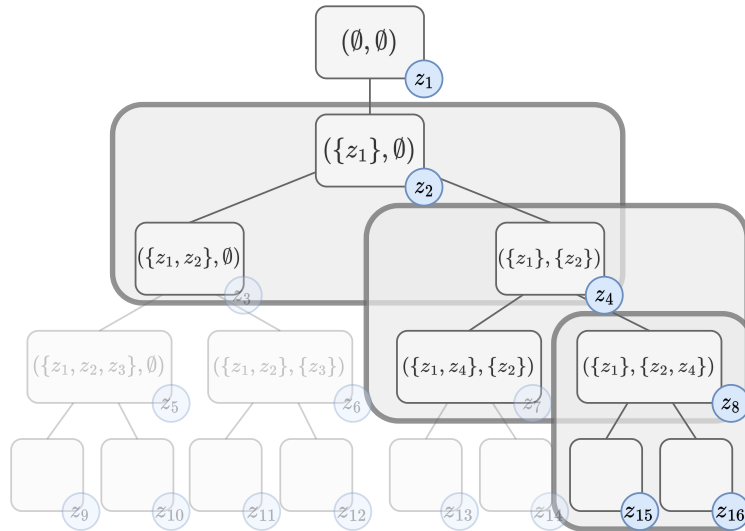 (∅, ∅)
z₁
({z₁}, ∅)
z₂
({z₁, z₂}, ∅)
z₃
({z₁}, {z₂})
z₄
({z₁, z₂, z₃}, ∅)
z₅
({z₁, z₂}, {z₃})
z₆
({z₁, z₄}, {z₂})
z₇
({z₁}, {z₂, z₄})
z₈
z₉
z₁₀
z₁₁
z₁₂
z₁₃
z₁₄
z₁₅
z₁₆